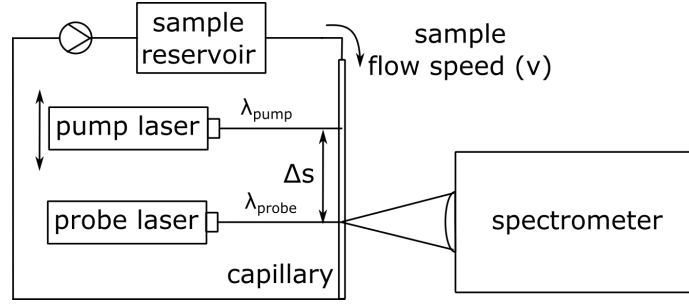 sample
reservoir
sample
flow speed (v)
λpump
pump laser
Δs
λprobe
probe laser
spectrometer
capillary